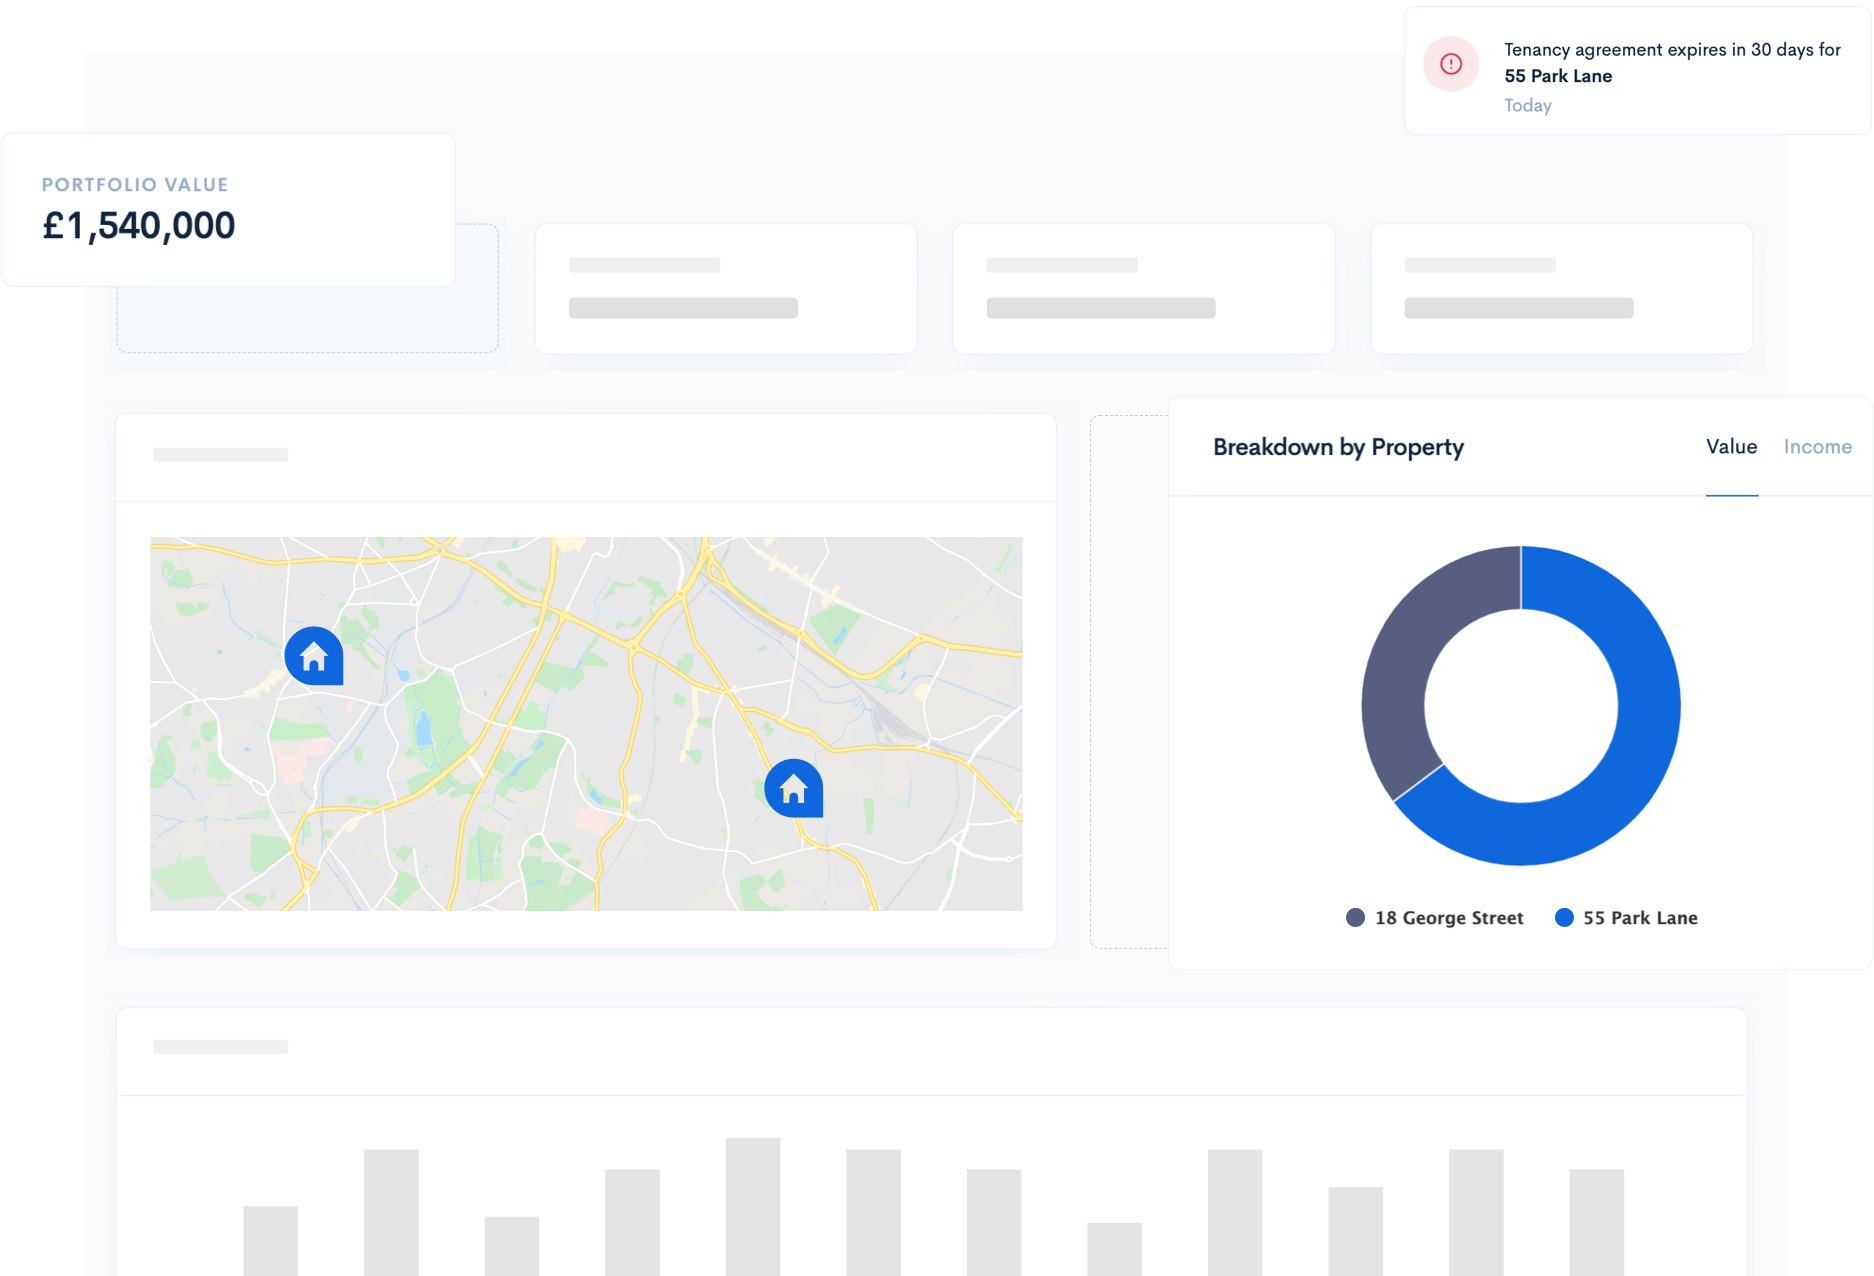 Tenancy agreement expires in 30 days for
55 Park Lane
Today
PORTFOLIO VALUE
£1,540,000
Breakdown by Property
Value
Income
18 George Street
55 Park Lane